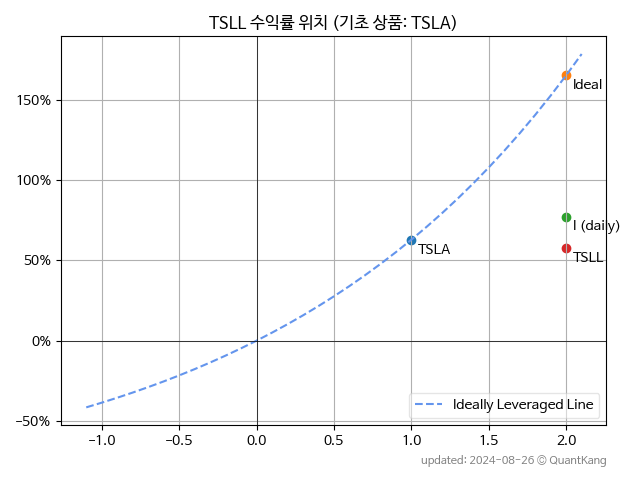 TSLL 수익률 위치 (기초 상품: TSLA)
150%
100%
50%
0%
−50%
Ideal
I (daily)
TSLL
TSLA
Ideally Leveraged Line
−1.0 −0.5 0.0 0.5 1.0 1.5 2.0
updated: 2024-08-26 © QuantKang